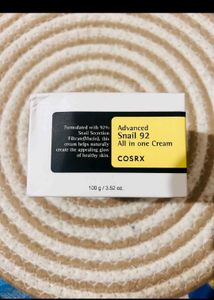 Formulated with 92%
Snail Secretion
Filtrate(Mucin), this
cream helps naturally
create the appealing glow
of healthy skin.
Advanced
Snail 92
All in one Cream
COSRX
100 g / 3.52 oz.